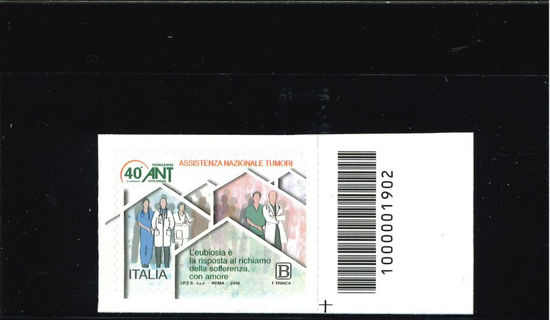 FONDAZIONE
40° ANT
ASSISTENZA NAZIONALE TUMORI
L'eubiosia è
la risposta al richiamo
della sofferenza,
con amore
ITALIA
B
I.P.Z.S. S.p.A. - ROMA - 2018
T. TRINCA
1000001902